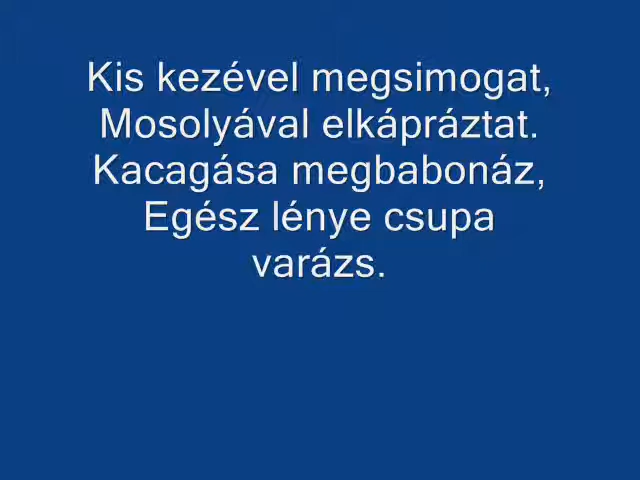 Kis kezével megsimogat,
Mosolyával elkápráztat.
Kacagása megbabonáz,
Egész lénye csupa
varázs.